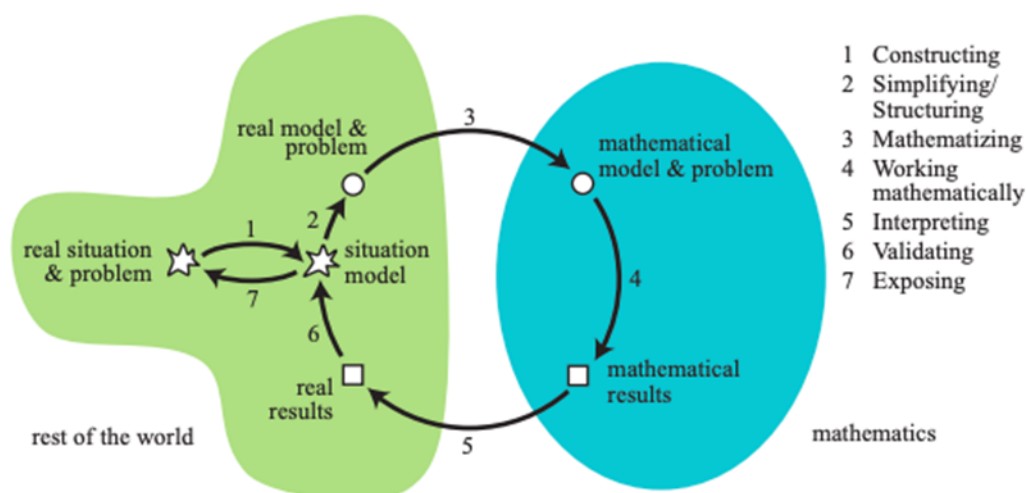 real model &
problem
3
mathematical
model & problem
2
1
real situation
& problem
situation
model
7
4
6
real
results
mathematical
results
5
rest of the world
mathematics
1 Constructing
2 Simplifying/
Structuring
3 Mathematizing
4 Working
mathematically
5 Interpreting
6 Validating
7 Exposing